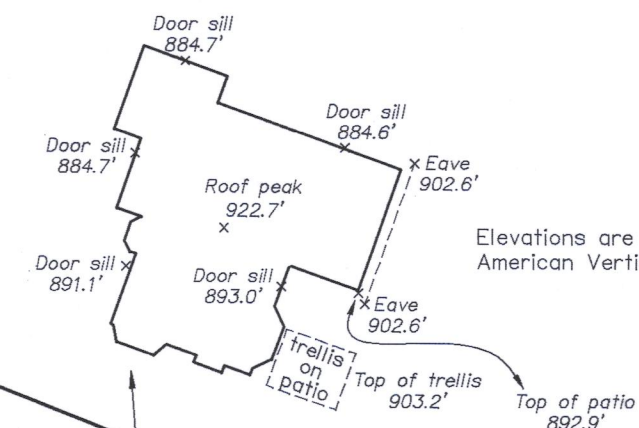 Door sill
884.7'
Door sill
884.6'
Door sill
884.7'
Eave
902.6'
Roof peak
922.7'
Elevations are
American Verti
Door sill
891.1'
Door sill
893.0'
Eave
902.6'
trellis
on
patio
Top of trellis
903.2'
Top of patio
892.9'